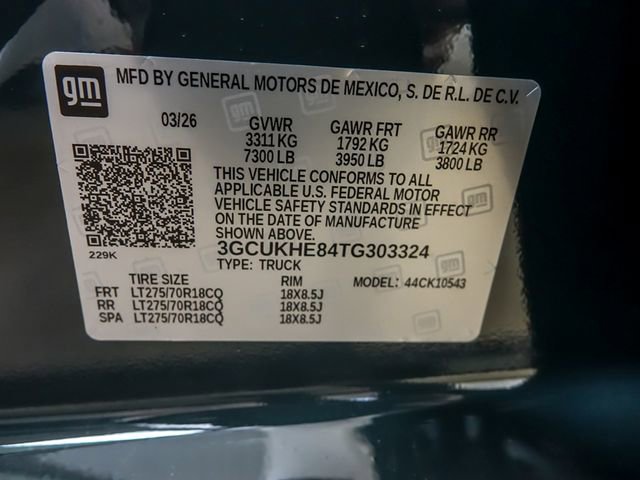 gm MFD BY GENERAL MOTORS DE MEXICO, S. DE R.L. DE C.V.
03/26 GVWR GAWR FRT GAWR RR
3311 KG 1792 KG 1724 KG
7300 LB 3950 LB 3800 LB
THIS VEHICLE CONFORMS TO ALL
APPLICABLE U.S. FEDERAL MOTOR
VEHICLE SAFETY STANDARDS IN EFFECT
ON THE DATE OF MANUFACTURE
229K 3GCUKHE84TG303324
TYPE: TRUCK
TIRE SIZE RIM MODEL: 44CK10543
FRT LT275/70R18CQ 18X8.5J
RR LT275/70R18CQ 18X8.5J
SPA LT275/70R18CQ 18X8.5J